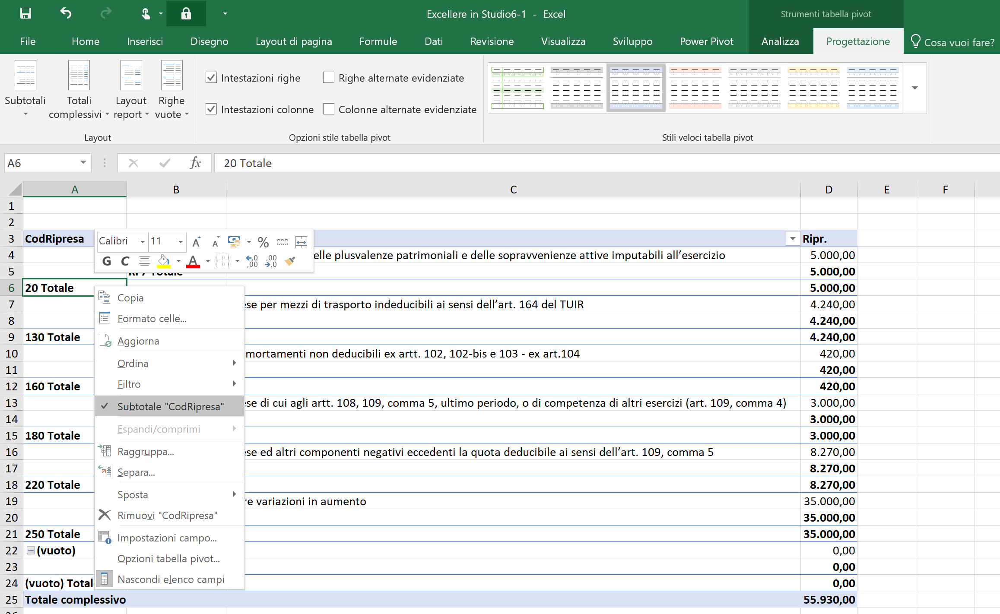 Excellere in Studio6-1 - Excel
Strumenti tabella pivot
File Home Inserisci Disegno Layout di pagina Formule Dati Revisione Visualizza Sviluppo Power Pivot Analizza Progettazione Cosa vuoi fare?
Subtotali
Totali complessivi
Layout report
Righe vuote
Intestazioni righe
Righe alternate evidenziate
Intestazioni colonne
Colonne alternate evidenziate
Layout
Opzioni stile tabella pivot
Stili veloci tabella pivot
A6
fx
20 Totale
A B C D E F
1
2
3 CodRipresa Ripr.
Calibri 11 A A % 000
G C A ,0 ,00 ,00 ,0
4 elle plusvalenze patrimoniali e delle sopravvenienze attive imputabili all’esercizio 5.000,00
5 5.000,00
6 20 Totale 5.000,00
7 ese per mezzi di trasporto indeducibili ai sensi dell’art. 164 del TUIR 4.240,00
8 4.240,00
9 130 Totale 4.240,00
10 mortamenti non deducibili ex artt. 102, 102-bis e 103 - ex art.104 420,00
11 420,00
12 160 Totale 420,00
13 ese di cui agli artt. 108, 109, comma 5, ultimo periodo, o di competenza di altri esercizi (art. 109, comma 4) 3.000,00
14 3.000,00
15 180 Totale 3.000,00
16 ese ed altri componenti negativi eccedenti la quota deducibile ai sensi dell’art. 109, comma 5 8.270,00
17 8.270,00
18 220 Totale 8.270,00
19 re variazioni in aumento 35.000,00
20 35.000,00
21 250 Totale 35.000,00
22 (vuoto) 0,00
23 0,00
24 (vuoto) Total 0,00
25 Totale complessivo 55.930,00
Copia
Formato celle...
Aggiorna
Ordina
Filtro
Subtotale "CodRipresa"
Espandi/comprimi
Raggruppa...
Separa...
Sposta
Rimuovi "CodRipresa"
Impostazioni campo...
Opzioni tabella pivot...
Nascondi elenco campi